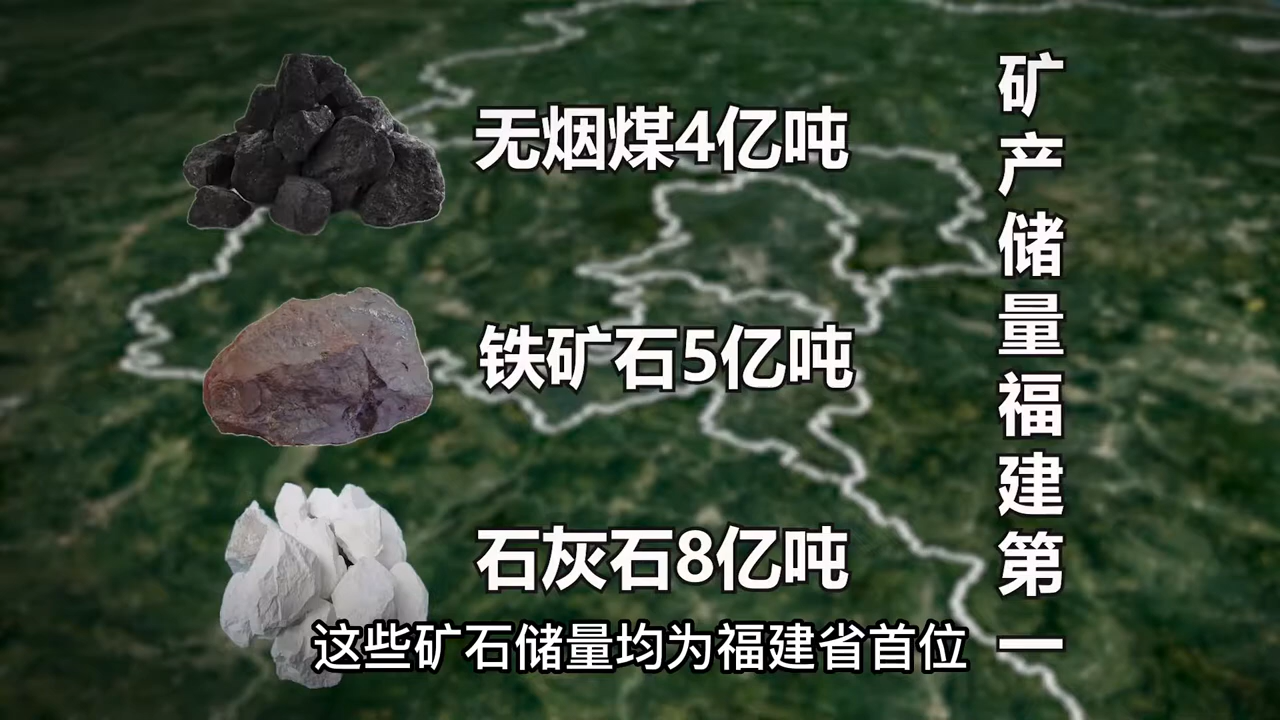 无烟煤4亿吨
铁矿石5亿吨
石灰石8亿吨
矿产储量福建第一
这些矿石储量均为福建省首位